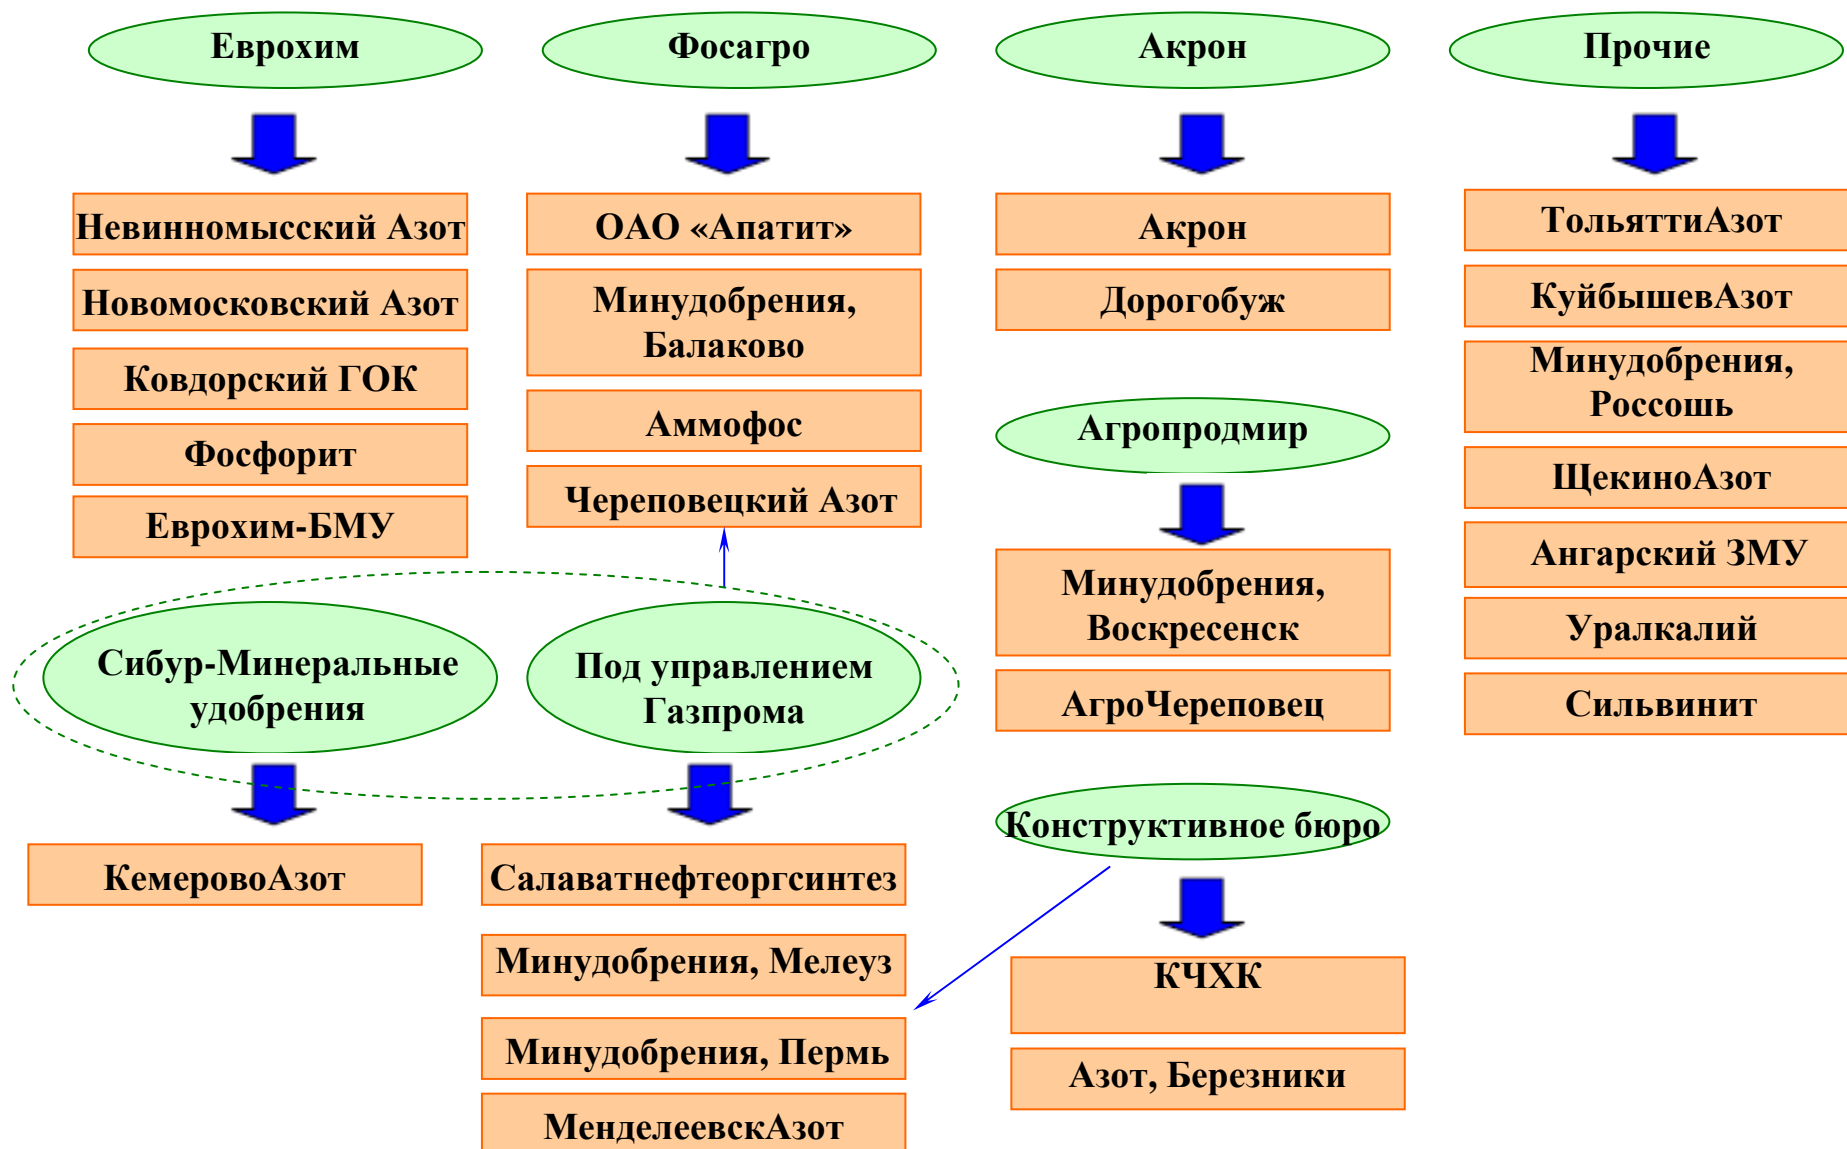 Еврохим
Фосагро
Акрон
Прочие
Невинномысский Азот
Новомосковский Азот
Ковдорский ГОК
Фосфорит
Еврохим-БМУ
ОАО «Апатит»
Минудобрения,
Балаково
Аммофос
Череповецкий Азот
Акрон
Дорогобуж
Агропродмир
Минудобрения,
Воскресенск
АгроЧереповец
ТольяттиАзот
КуйбышевАзот
Минудобрения,
Россошь
ЩекиноАзот
Ангарский ЗМУ
Уралкалий
Сильвинит
Сибур-Минеральные
удобрения
Под управлением
Газпрома
КемеровоАзот
Салаватнефтеоргсинтез
Минудобрения, Мелеуз
Минудобрения, Пермь
МенделеевскАзот
Конструктивное бюро
КЧХК
Азот, Березники